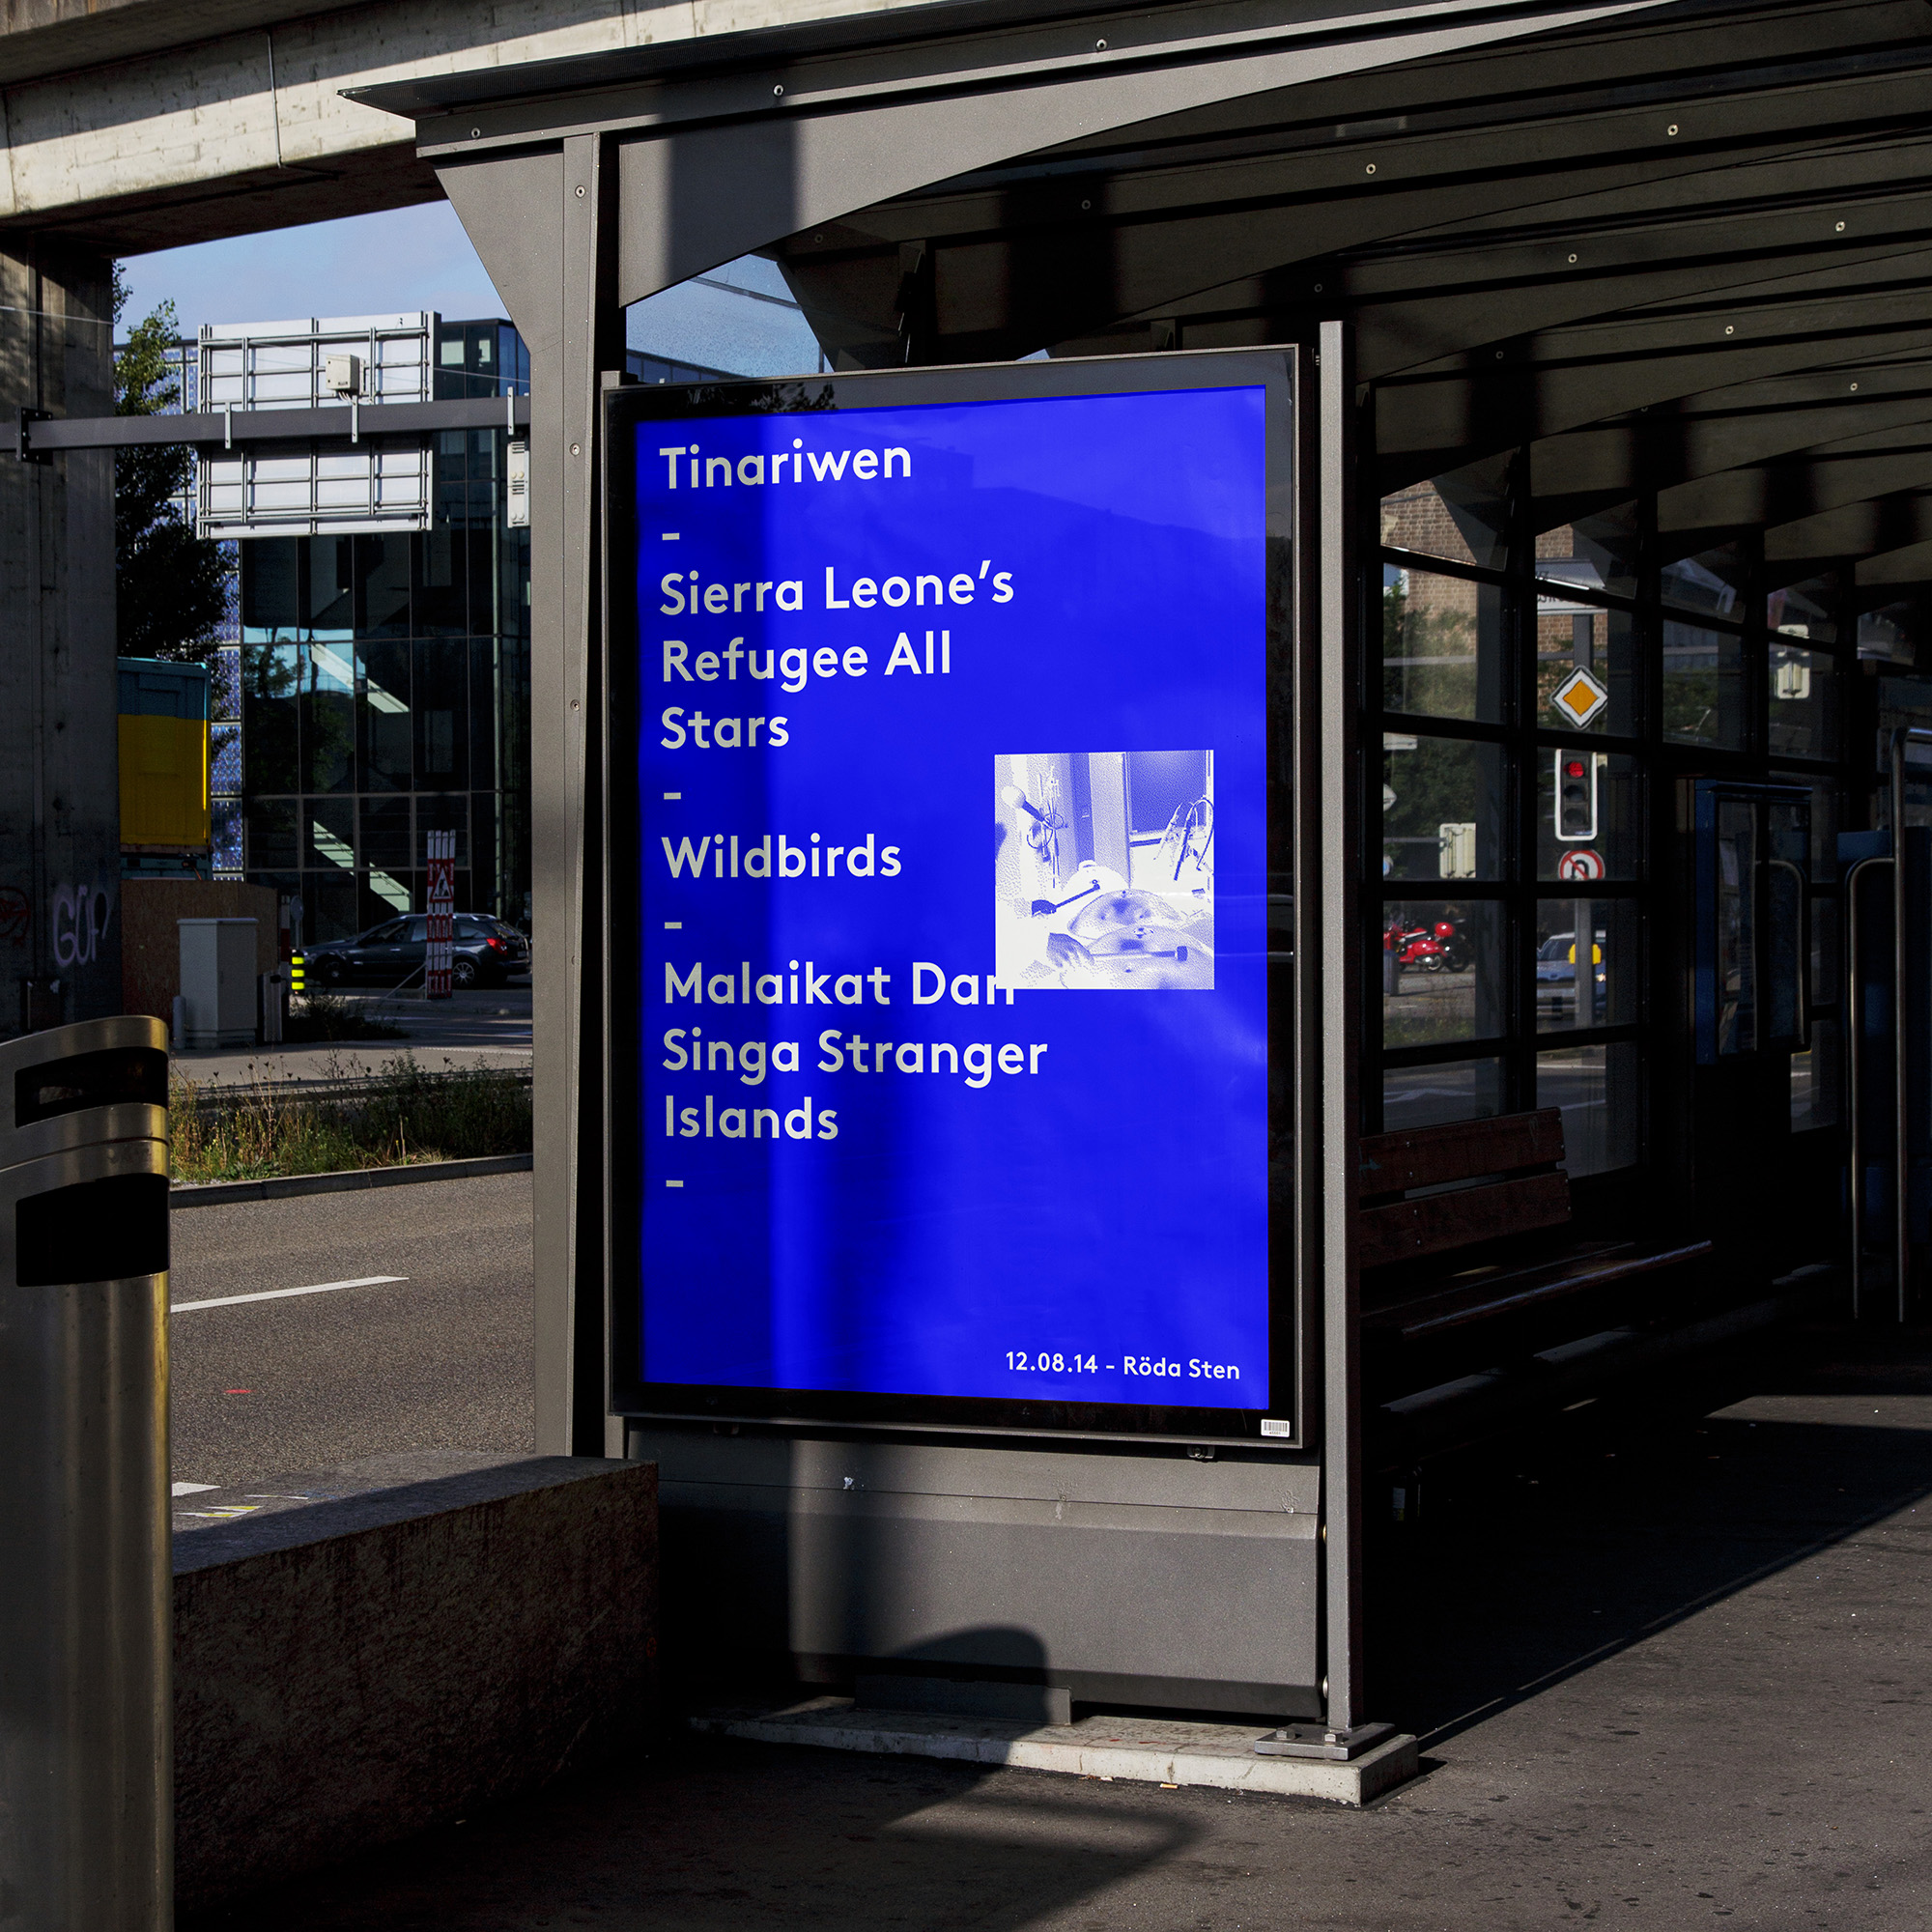 Tinariwen
-
Sierra Leone's
Refugee All
Stars
-
Wildbirds
-
Malaikat Dan
Singa Stranger
Islands
-
12.08.14 - Röda Sten